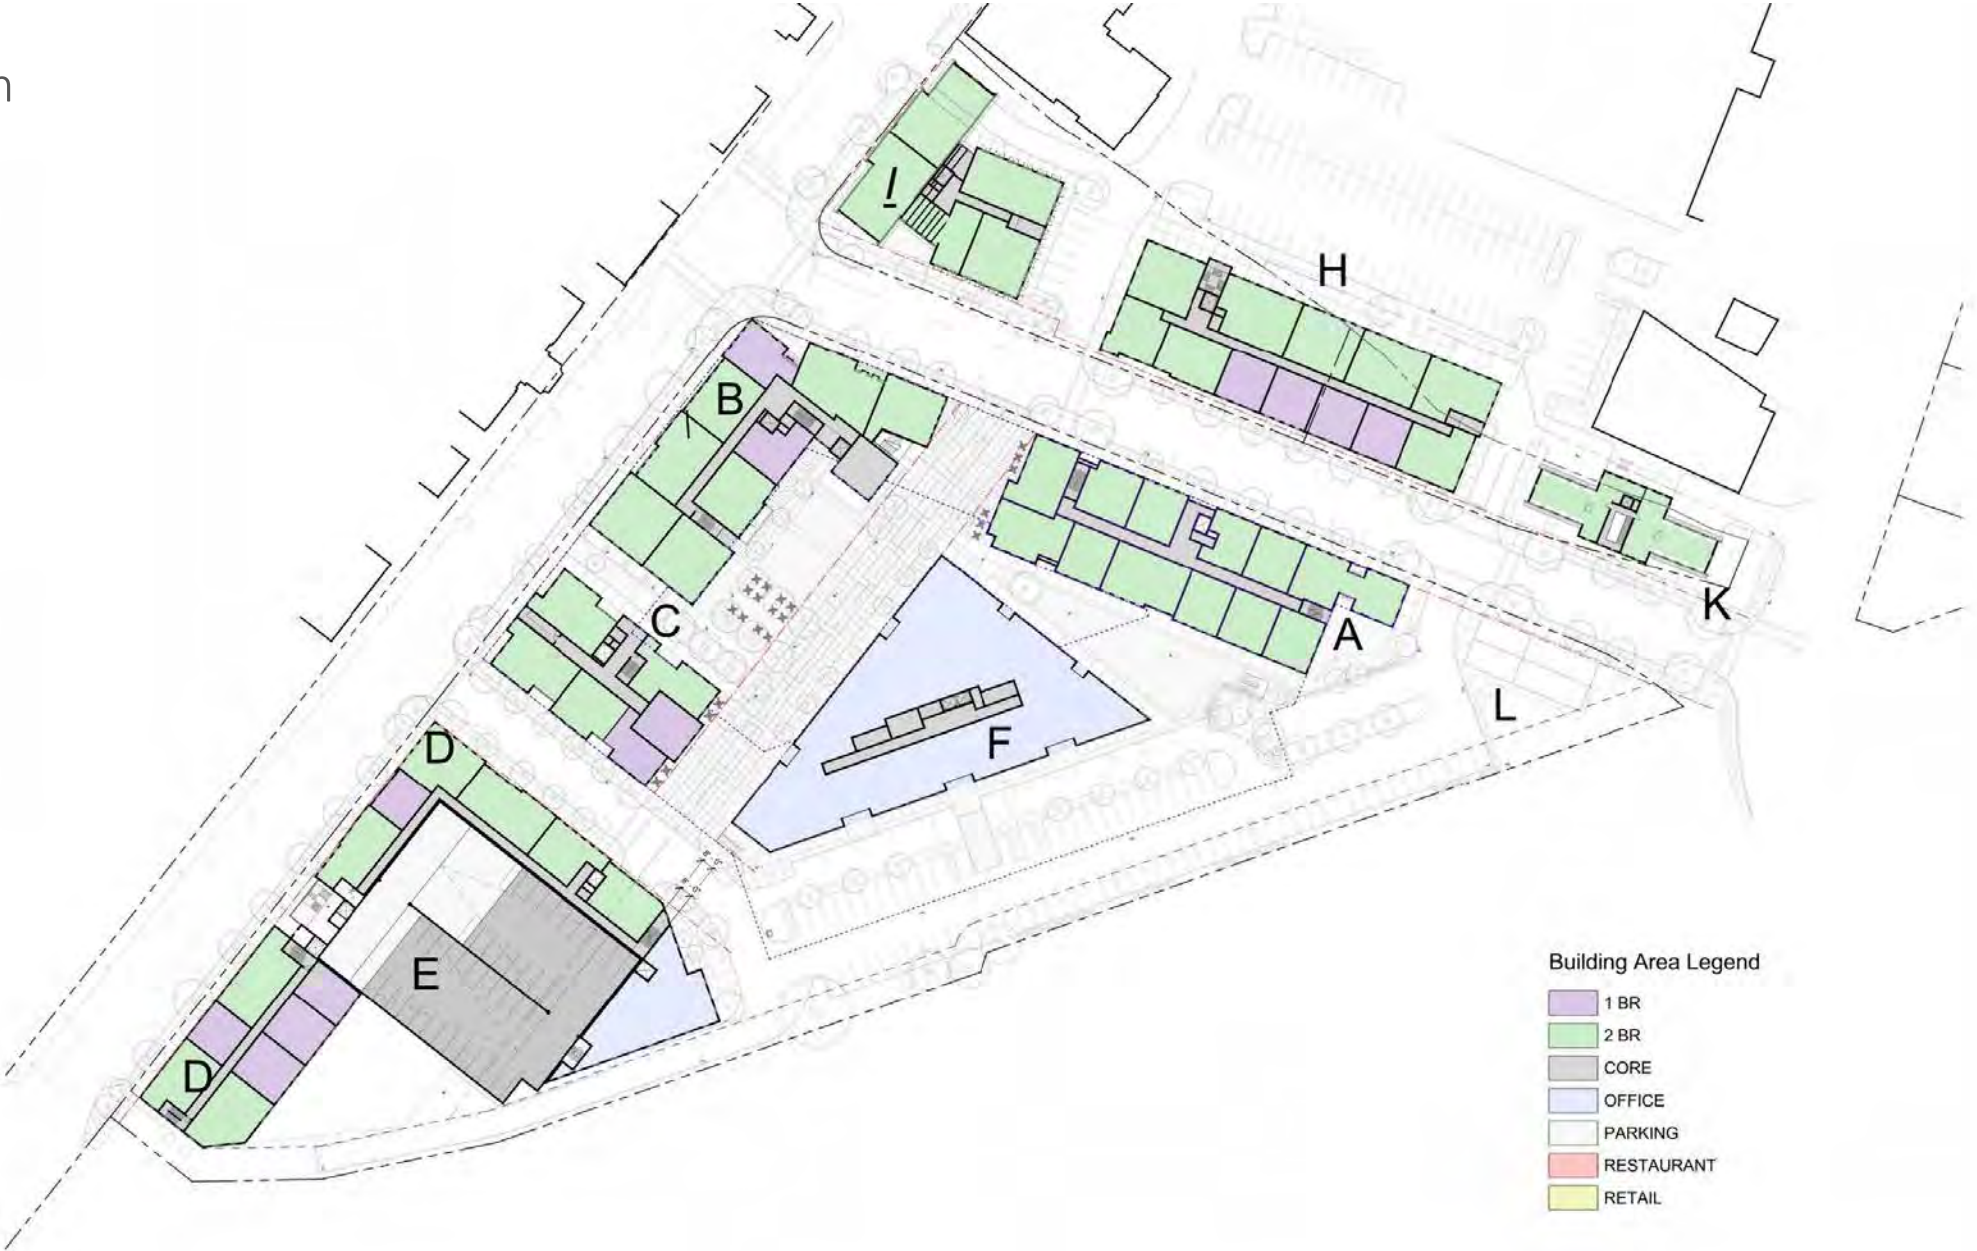 n
I
H
B
K
C
A
L
D
F
E
D
Building Area Legend
1 BR
2 BR
CORE
OFFICE
PARKING
RESTAURANT
RETAIL